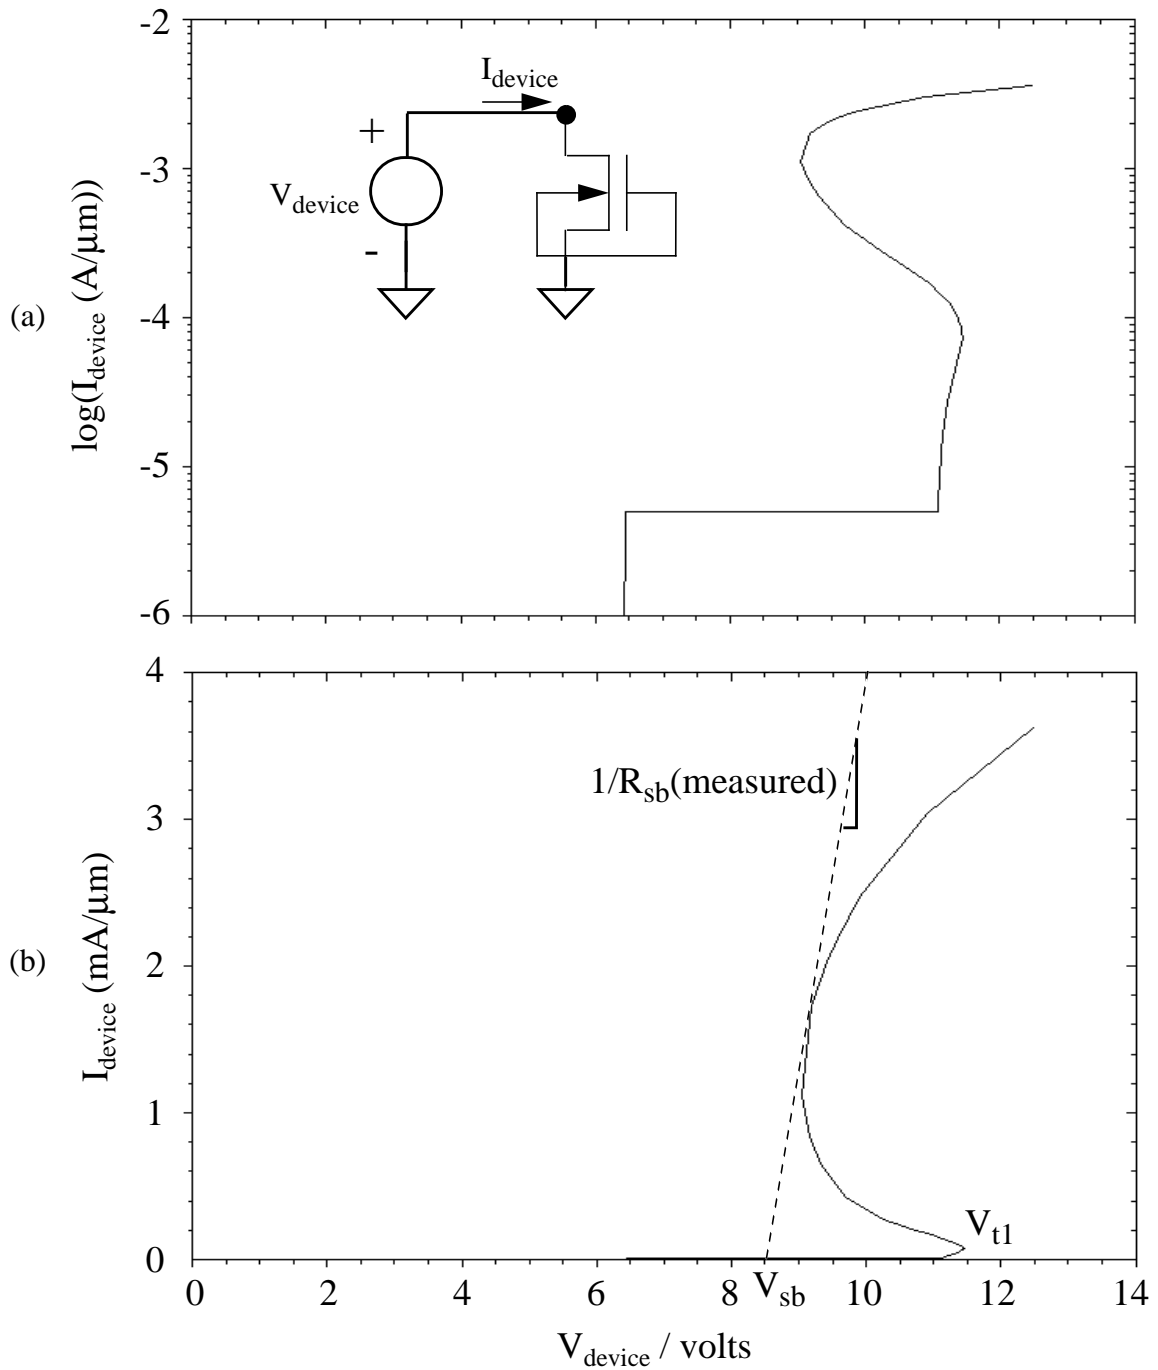 (a)
log(I_device (A/μm))
-2
-3
-4
-5
-6
I_device
+
V_device
-
(b)
I_device (mA/μm)
4
3
2
1
0
1/R_sb(measured)
V_t1
V_sb
0 2 4 6 8 10 12 14
V_device / volts